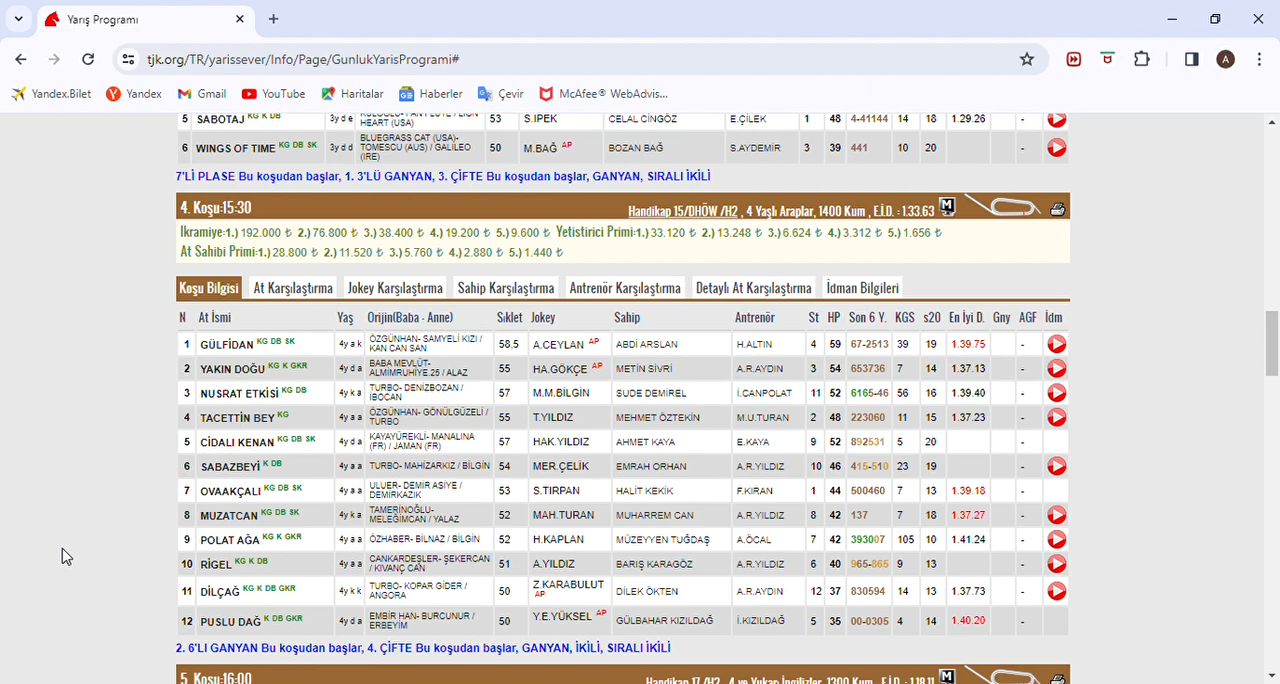 Yarış Programı
tjk.org/TR/yarissever/Info/Page/GunlukYarisProgrami#
A
Yandex.Bilet Yandex Gmail YouTube Haritalar Haberler Çevir McAfee® WebAdvis...
5 SABOTAJ KG K DB 3y d e HEART (USA) 53 S.IPEK CELAL CİNGÖZ E.ÇİLEK 1 48 4-41144 14 18 1.29.26 -
6 WINGS OF TIME KG DB SK 3y d d BLUEGRASS CAT (USA)- TOMESCU (AUS) / GALILEO (IRE) 50 M.BAĞ AP BOZAN BAĞ S.AYDEMİR 3 39 441 10 20 -
7'Lİ PLASE Bu koşudan başlar, 1. 3'LÜ GANYAN, 3. ÇİFTE Bu koşudan başlar, GANYAN, SIRALI İKİLİ
4. Koşu:15:30 Handikap 15/DHÖW /H2 , 4 Yaşlı Araplar, 1400 Kum , E.İ.D. : 1.33.63 M
Ikramiye:1.) 192.000 ₺ 2.) 76.800 ₺ 3.) 38.400 ₺ 4.) 19.200 ₺ 5.) 9.600 ₺ Yetistirici Primi:1.) 33.120 ₺ 2.) 13.248 ₺ 3.) 6.624 ₺ 4.) 3.312 ₺ 5.) 1.656 ₺
At Sahibi Primi:1.) 28.800 ₺ 2.) 11.520 ₺ 3.) 5.760 ₺ 4.) 2.880 ₺ 5.) 1.440 ₺
Koşu Bilgisi At Karşılaştırma Jokey Karşılaştırma Sahip Karşılaştırma Antrenör Karşılaştırma Detaylı At Karşılaştırma İdman Bilgileri
N At İsmi Yaş Orijin(Baba - Anne) Sıklet Jokey Sahip Antrenör St HP Son 6 Y. KGS s20 En İyi D. Gny AGF İdm
1 GÜLFİDAN KG DB SK 4y a k ÖZGÜNHAN- SAMYELİ KIZI / KAN CAN SAN 58,5 A.CEYLAN AP ABDİ ARSLAN H.ALTIN 4 59 67-2513 39 19 1.39.75 -
2 YAKIN DOĞU KG K GKR 4y d a BABA MEVLÜT- ALMIMRUHİYE.25 / ALAZ 55 HA.GÖKÇE AP METİN SİVRİ A.R.AYDIN 3 54 653736 7 14 1.37.13 -
3 NUSRAT ETKİSİ KG DB 4y k a TURBO- DENİZBOZAN / İBOCAN 57 M.M.BİLGİN SUDE DEMİREL İ.CANPOLAT 11 52 6165-46 56 16 1.39.40 -
4 TACETTİN BEY KG 4y k a ÖZGÜNHAN- GÖNÜLGÜZELİ / TURBO 55 T.YILDIZ MEHMET ÖZTEKİN M.U.TURAN 2 48 223060 11 15 1.37.23 -
5 CİDALI KENAN KG DB SK 4y d a KAYAYÜREKLİ- MANALINA (FR) / JAMAN (FR) 57 HAK.YILDIZ AHMET KAYA E.KAYA 9 52 892531 5 20 -
6 SABAZBEYİ K DB 4y a a TURBO- MAHİZARKIZ / BİLGİN 54 MER.ÇELİK EMRAH ORHAN A.R.YILDIZ 10 46 415-510 23 19 -
7 OVAAKÇALI KG DB SK 4y a a ULUER- DEMİR ASİYE / DEMİRKAZIK 53 S.TIRPAN HALİT KEKİK F.KIRAN 1 44 500460 7 13 1.39.18 -
8 MUZATCAN KG DB SK 4y k a TAMERİNOĞLU- MELEĞİMCAN / YALAZ 52 MAH.TURAN MUHARREM CAN A.R.YILDIZ 8 42 137 7 18 1.37.27 -
9 POLAT AĞA KG K GKR 4y a a ÖZHABER- BİLNAZ / BİLGİN 52 H.KAPLAN MÜZEYYEN TUĞDAŞ A.ÖCAL 7 42 393007 105 10 1.41.24 -
10 RİGEL KG K DB 4y a a CANKARDEŞLER- ŞEKERCAN / KIVANÇ CAN 51 A.YILDIZ BARIŞ KARAGÖZ A.R.YILDIZ 6 40 965-865 9 13 -
11 DİLÇAĞ KG K DB GKR 4y k k TURBO- KOPAR GİDER / ANGORA 50 Z.KARABULUT AP DİLEK ÖKTEN A.R.AYDIN 12 37 830594 14 13 1.37.73 -
12 PUSLU DAĞ K DB GKR 4y d a EMBİR HAN- BURCUNUR / ERBEYİM 50 Y.E.YÜKSEL AP GÜLBAHAR KIZILDAĞ İ.KIZILDAĞ 5 35 00-0305 4 14 1.40.20 -
2. 6'LI GANYAN Bu koşudan başlar, 4. ÇİFTE Bu koşudan başlar, GANYAN, İKİLİ, SIRALI İKİLİ
5. Koşu:16:00 Handikap 17 /H2 , 4 ve Yukarı İngilizler, 1300 Kum , E.İ.D. : 1.18.11 M